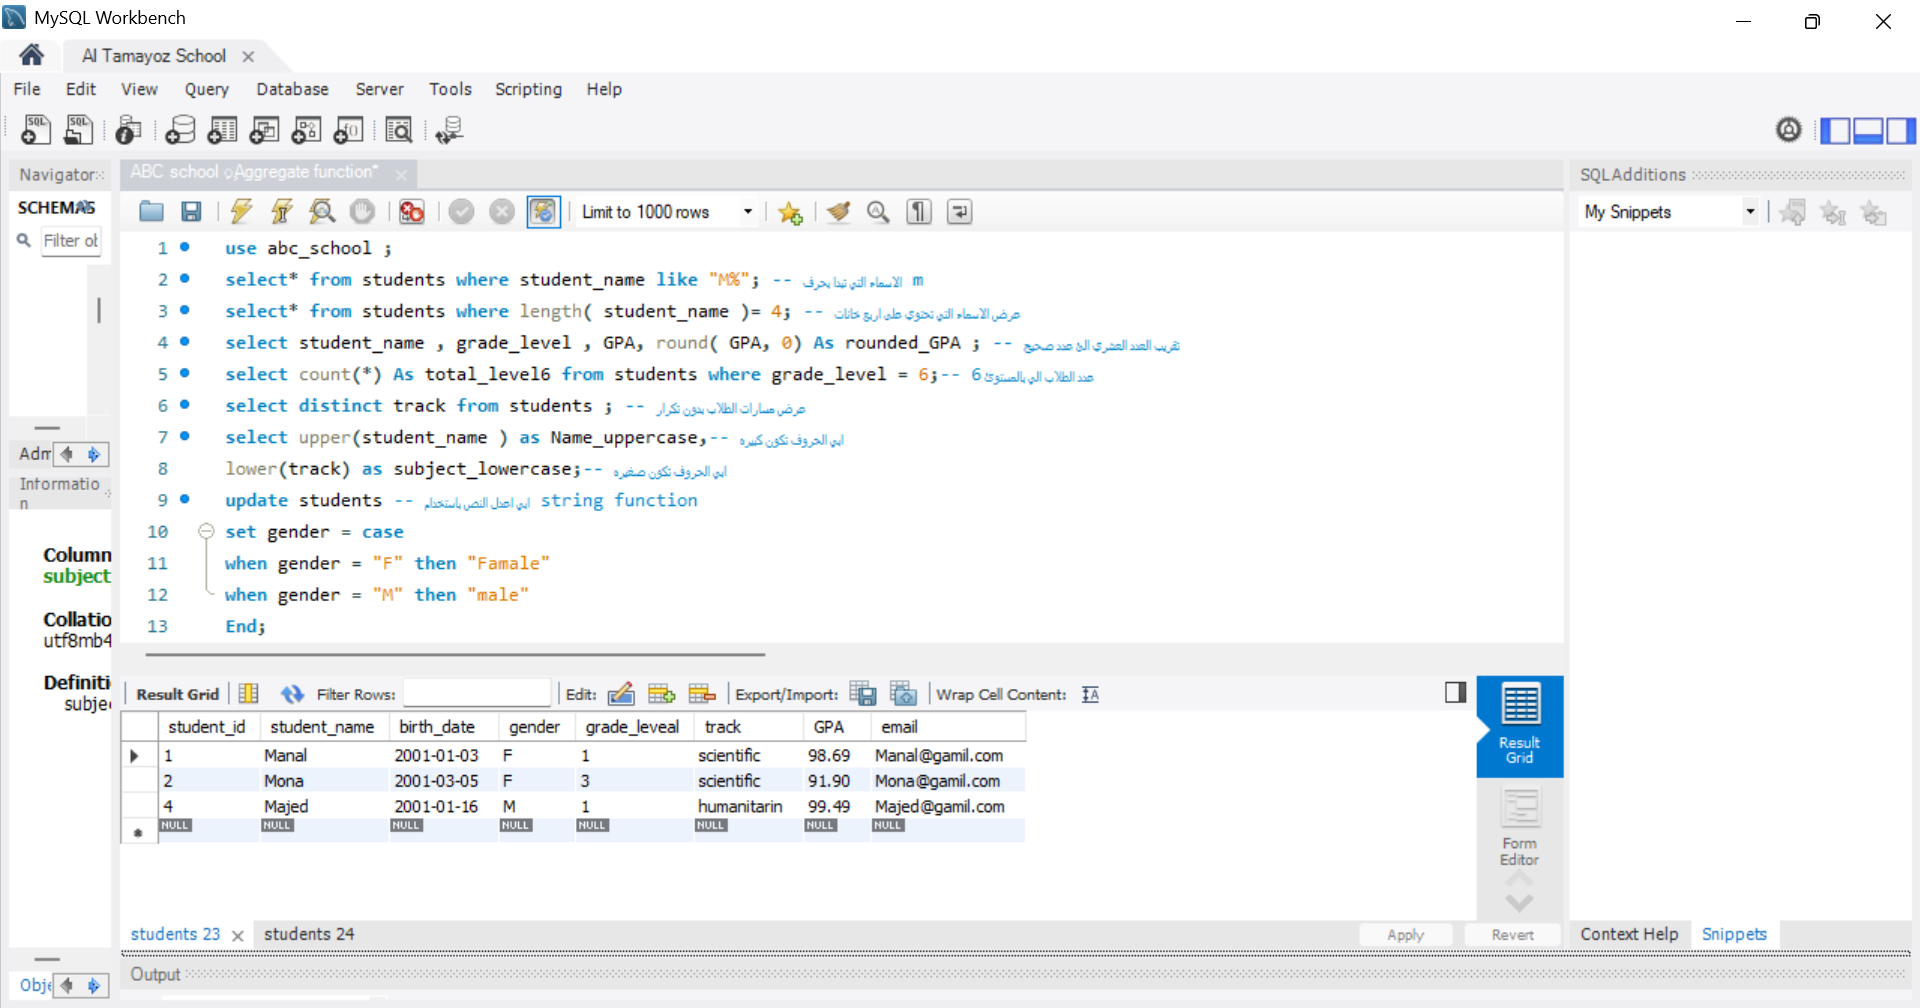 MySQL Workbench
Al Tamayoz School
File Edit View Query Database Server Tools Scripting Help
Navigator
ABC school Aggregate function*
SQLAdditions
SCHEMAS
Limit to 1000 rows
My Snippets
Filter ob
1 use abc_school ;
2 select* from students where student_name like "M%"; -- الاسماء التي تبدا بحرف m
3 select* from students where length( student_name )= 4; -- عرض الاسماء التي تحتوي على اربع خانات
4 select student_name , grade_level , GPA, round( GPA, 0) As rounded_GPA ; -- تقريب العدد العشري الئ عدد صحيح
5 select count(*) As total_level6 from students where grade_level = 6;-- عدد الطلاب الي بالمستوئ 6
6 select distinct track from students ; -- عرض مسارات الطلاب بدون تكرار
7 select upper(student_name ) as Name_uppercase,-- ابي الحروف تكون كبيره
8 lower(track) as subject_lowercase;-- ابي الحروف تكون صغيره
9 update students -- ابي اعدل النص باستخدام string function
10 set gender = case
11 when gender = "F" then "Famale"
12 when gender = "M" then "male"
13 End;
Adm
Informatio
n
Column
subject
Collatio
utf8mb4
Definiti
subje
Result Grid Filter Rows: Edit: Export/Import: Wrap Cell Content:
student_id student_name birth_date gender grade_leveal track GPA email
1 Manal 2001-01-03 F 1 scientific 98.69 Manal@gamil.com
2 Mona 2001-03-05 F 3 scientific 91.90 Mona@gamil.com
4 Majed 2001-01-16 M 1 humanitarin 99.49 Majed@gamil.com
NULL NULL NULL NULL NULL NULL NULL NULL
Result
Grid
Form
Editor
students 23 students 24
Apply Revert
Context Help Snippets
Output
Obje